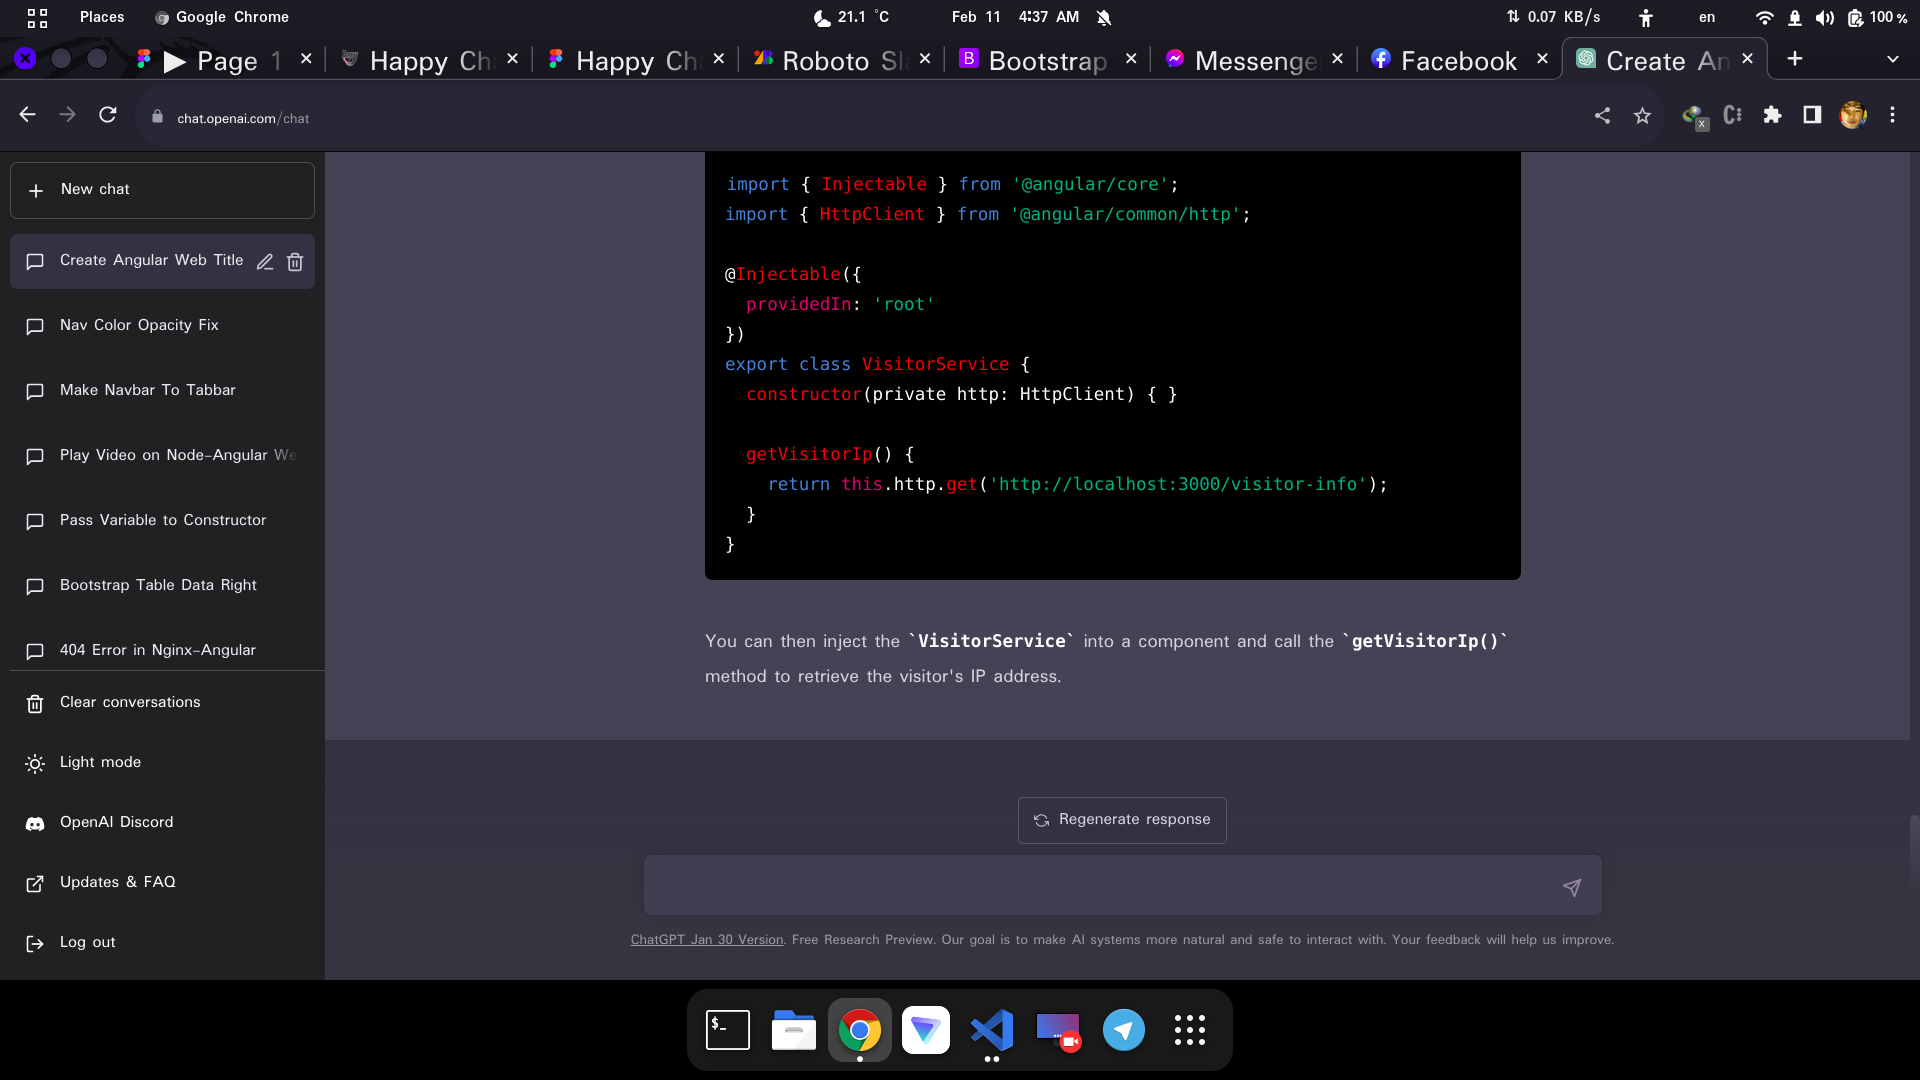 Places Google Chrome 21.1 °C Feb 11 4:37 AM 0.07 KB/s en 100 %
▶ Page 1 Happy Ch Happy Ch Roboto Sl Bootstrap Messenge Facebook Create An
chat.openai.com/chat
New chat
Create Angular Web Title
Nav Color Opacity Fix
Make Navbar To Tabbar
Play Video on Node-Angular We
Pass Variable to Constructor
Bootstrap Table Data Right
404 Error in Nginx-Angular
Clear conversations
Light mode
OpenAI Discord
Updates & FAQ
Log out
import { Injectable } from '@angular/core';
import { HttpClient } from '@angular/common/http';
@Injectable({
  providedIn: 'root'
})
export class VisitorService {
  constructor(private http: HttpClient) { }
  getVisitorIp() {
    return this.http.get('http://localhost:3000/visitor-info');
  }
}
You can then inject the `VisitorService` into a component and call the `getVisitorIp()`
method to retrieve the visitor's IP address.
Regenerate response
ChatGPT Jan 30 Version. Free Research Preview. Our goal is to make AI systems more natural and safe to interact with. Your feedback will help us improve.